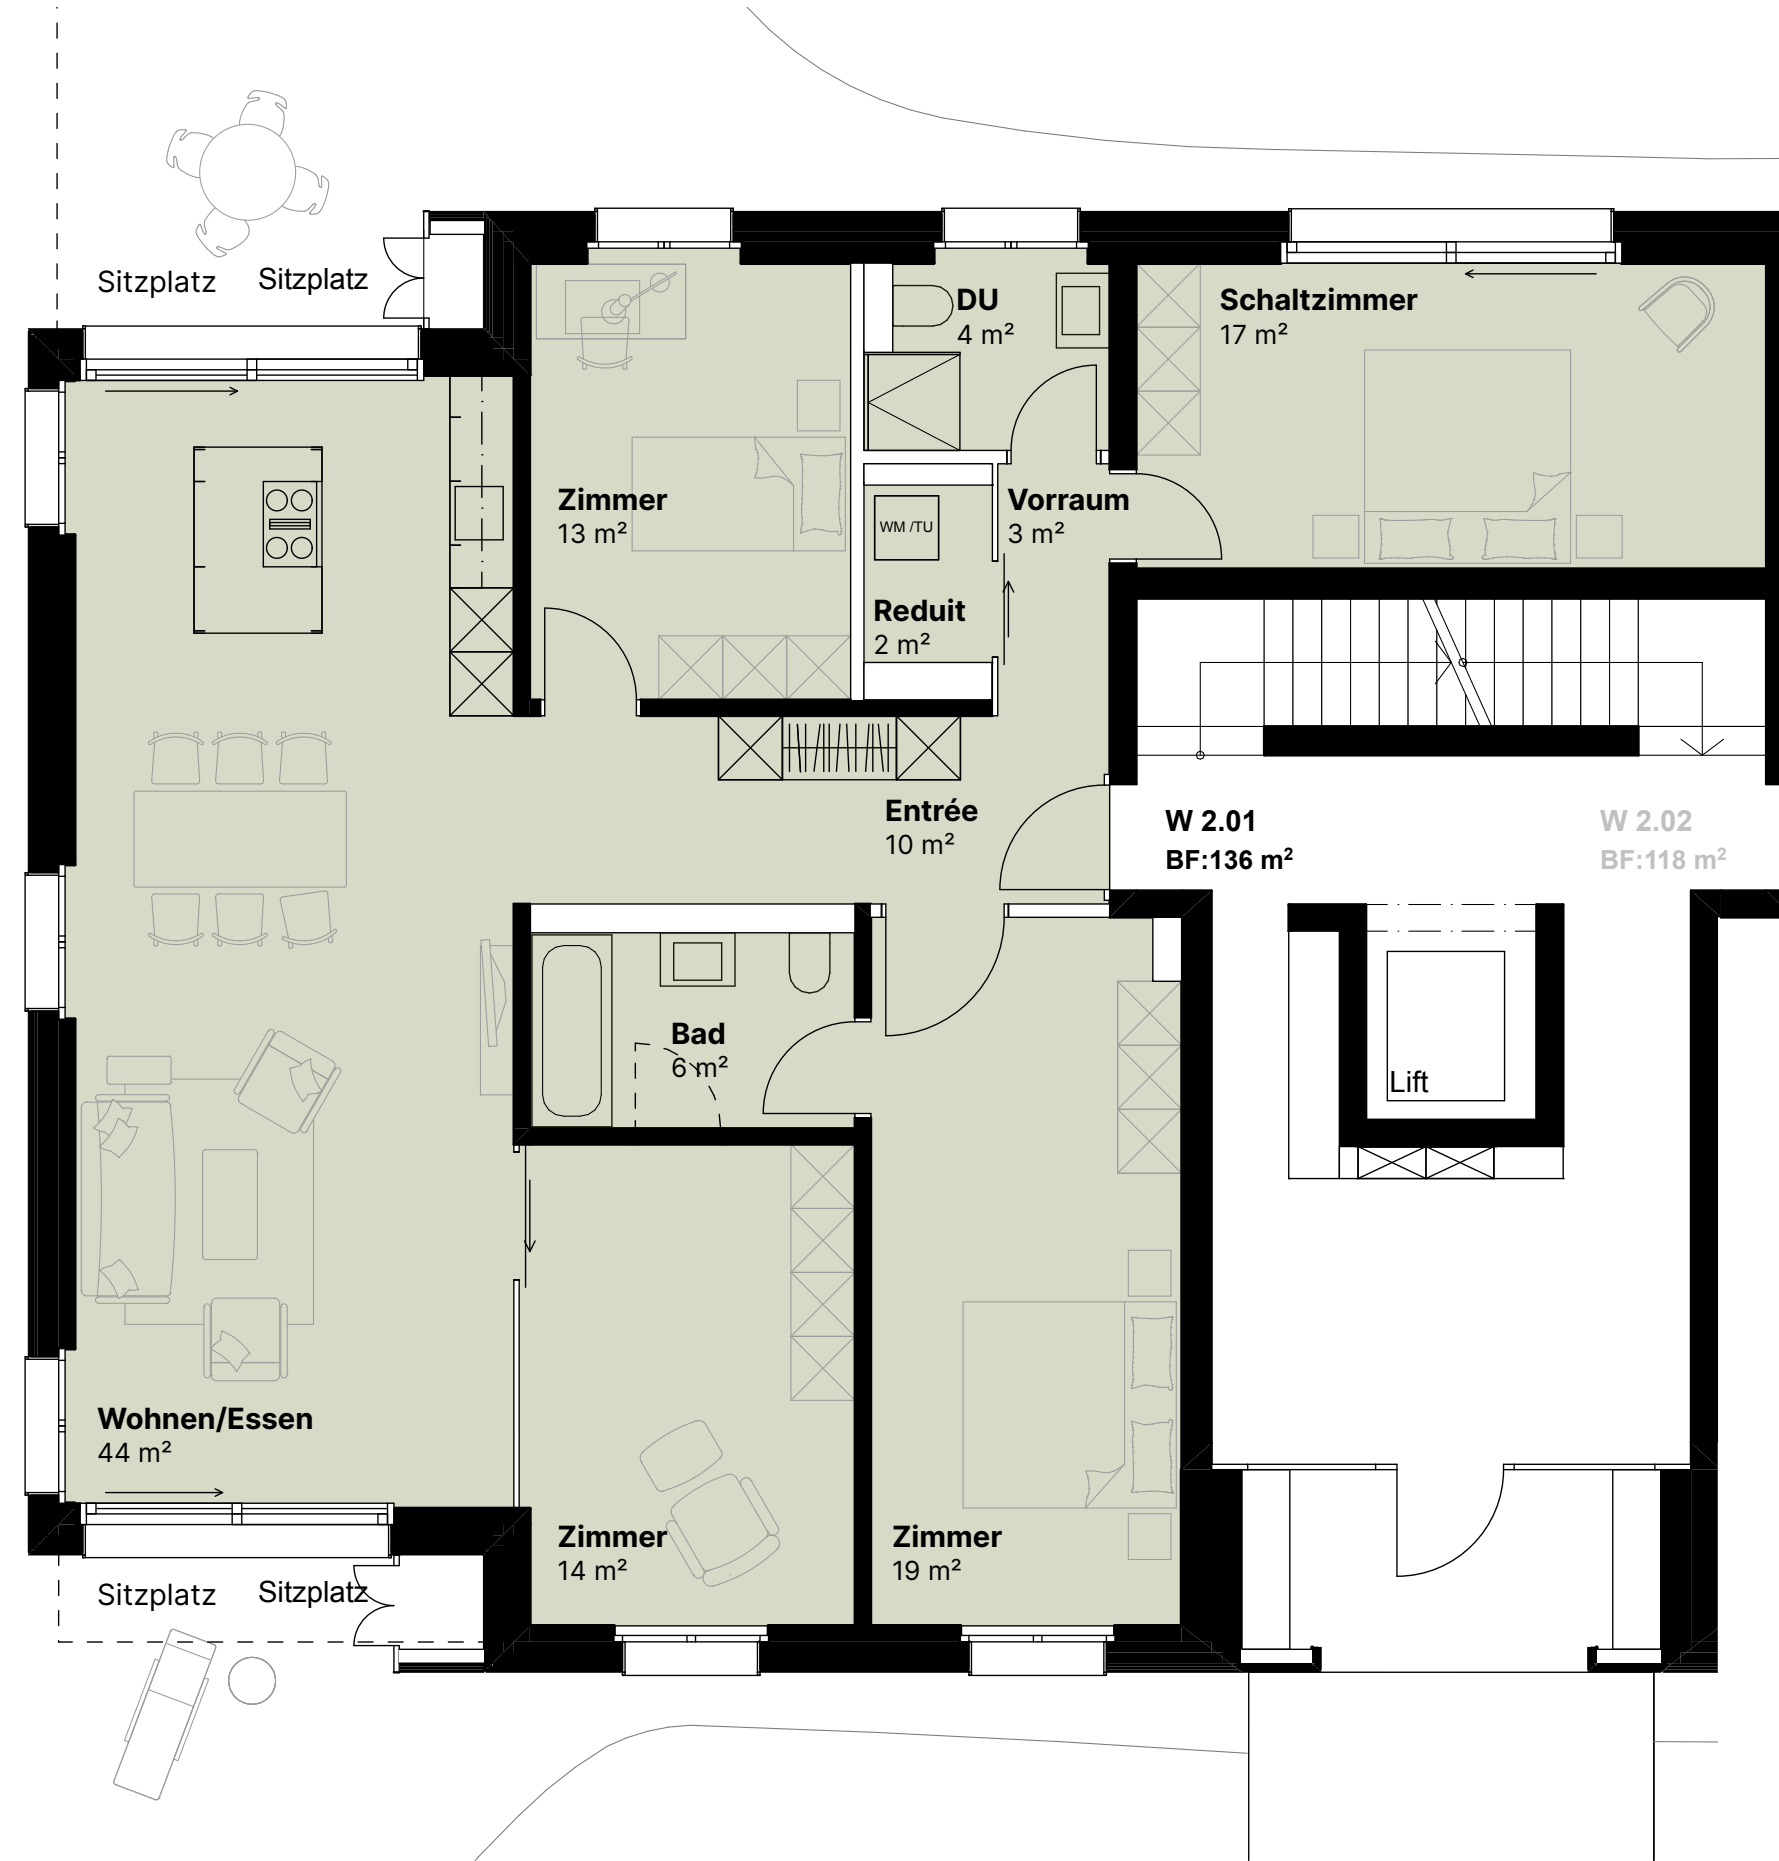 Sitzplatz
Sitzplatz
DU
4 m²
Schaltzimmer
17 m²
Zimmer
13 m²
WM /TU
Vorraum
3 m²
Reduit
2 m²
Entrée
10 m²
W 2.01
BF:136 m²
W 2.02
BF:118 m²
Bad
6 m²
Lift
Wohnen/Essen
44 m²
Zimmer
14 m²
Zimmer
19 m²
Sitzplatz
Sitzplatz